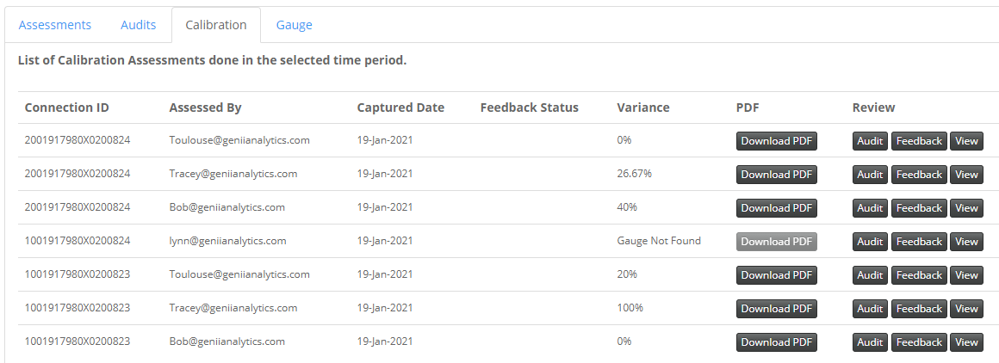 Assessments Audits Calibration Gauge
List of Calibration Assessments done in the selected time period.
Connection ID Assessed By Captured Date Feedback Status Variance PDF Review
2001917980X0200824 Toulouse@geniianalytics.com 19-Jan-2021 0% Download PDF Audit Feedback View
2001917980X0200824 Tracey@geniianalytics.com 19-Jan-2021 26.67% Download PDF Audit Feedback View
2001917980X0200824 Bob@geniianalytics.com 19-Jan-2021 40% Download PDF Audit Feedback View
1001917980X0200824 lynn@geniianalytics.com 19-Jan-2021 Gauge Not Found Download PDF Audit Feedback View
1001917980X0200823 Toulouse@geniianalytics.com 19-Jan-2021 20% Download PDF Audit Feedback View
1001917980X0200823 Tracey@geniianalytics.com 19-Jan-2021 100% Download PDF Audit Feedback View
1001917980X0200823 Bob@geniianalytics.com 19-Jan-2021 0% Download PDF Audit Feedback View